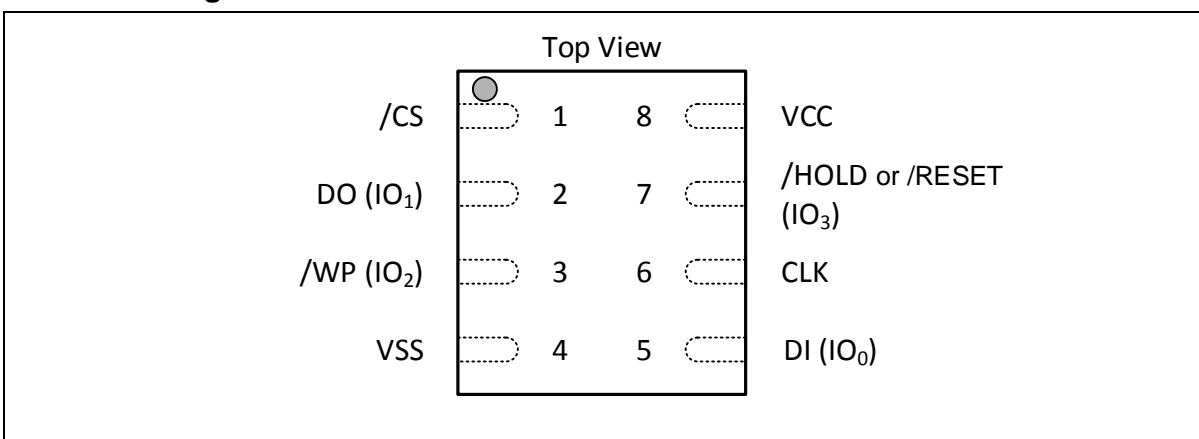 Top View
/CS 1 8 VCC
DO (IO₁) 2 7 /HOLD or /RESET
(IO₃)
/WP (IO₂) 3 6 CLK
VSS 4 5 DI (IO₀)